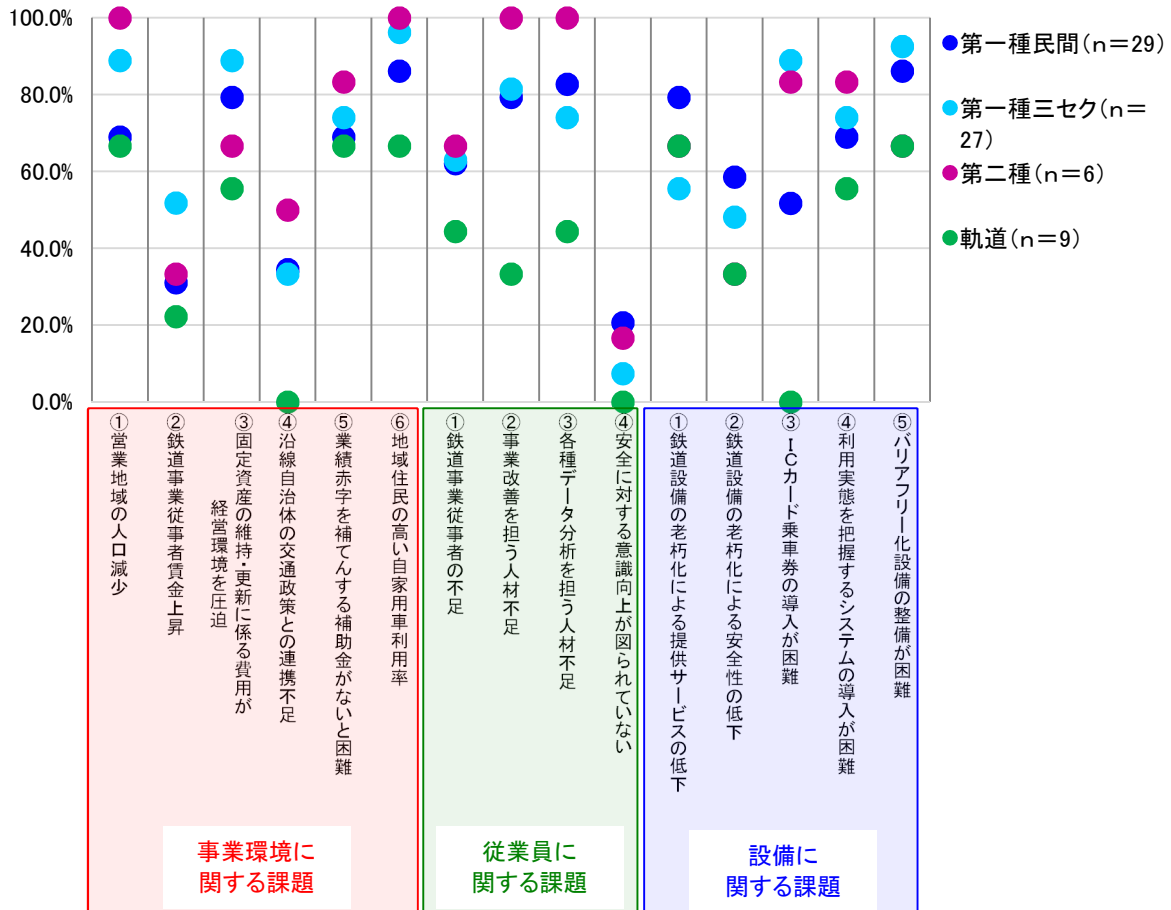 100.0%
80.0%
60.0%
40.0%
20.0%
0.0%
●第一種民間(n=29)
●第一種三セク(n=
27)
●第二種(n=6)
●軌道(n=9)
①営業地域の人口減少
②鉄道事業従事者賃金上昇
③固定資産の維持・更新に係る費用が
経営環境を圧迫
④沿線自治体の交通政策との連携不足
⑤業績赤字を補てんする補助金がないと困難
⑥地域住民の高い自家用車利用率
①鉄道事業従事者の不足
②事業改善を担う人材不足
③各種データ分析を担う人材不足
④安全に対する意識向上が図られていない
①鉄道設備の老朽化による提供サービスの低下
②鉄道設備の老朽化による安全性の低下
③ICカード乗車券の導入が困難
④利用実態を把握するシステムの導入が困難
⑤バリアフリー化設備の整備が困難
事業環境に
関する課題
従業員に
関する課題
設備に
関する課題